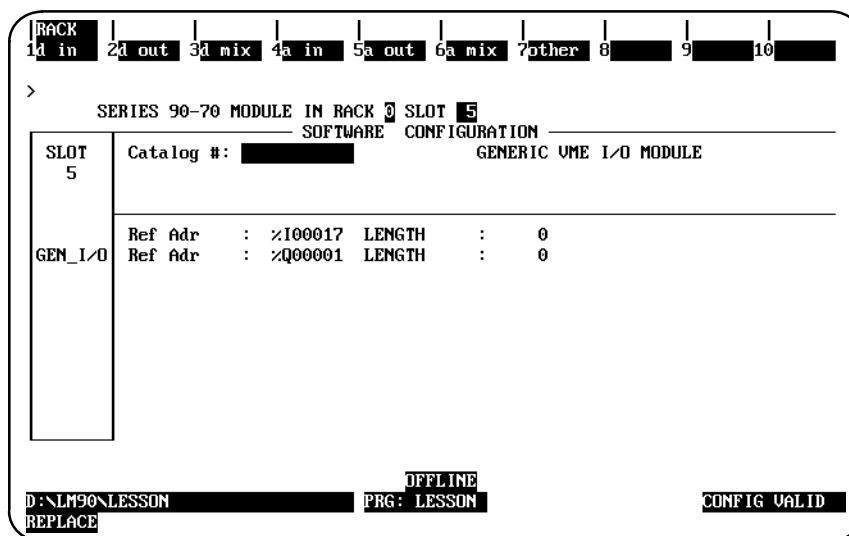 RACK
1d in 2d out 3d mix 4a in 5a out 6a mix 7other 8 9 10
>
SERIES 90-70 MODULE IN RACK 0 SLOT 5
SOFTWARE CONFIGURATION
SLOT Catalog #: GENERIC VME I/O MODULE
5
Ref Adr : %I00017 LENGTH : 0
GEN_I/O Ref Adr : %Q00001 LENGTH : 0
OFFLINE
D:\LM90\LESSON PRG: LESSON CONFIG VALID
REPLACE